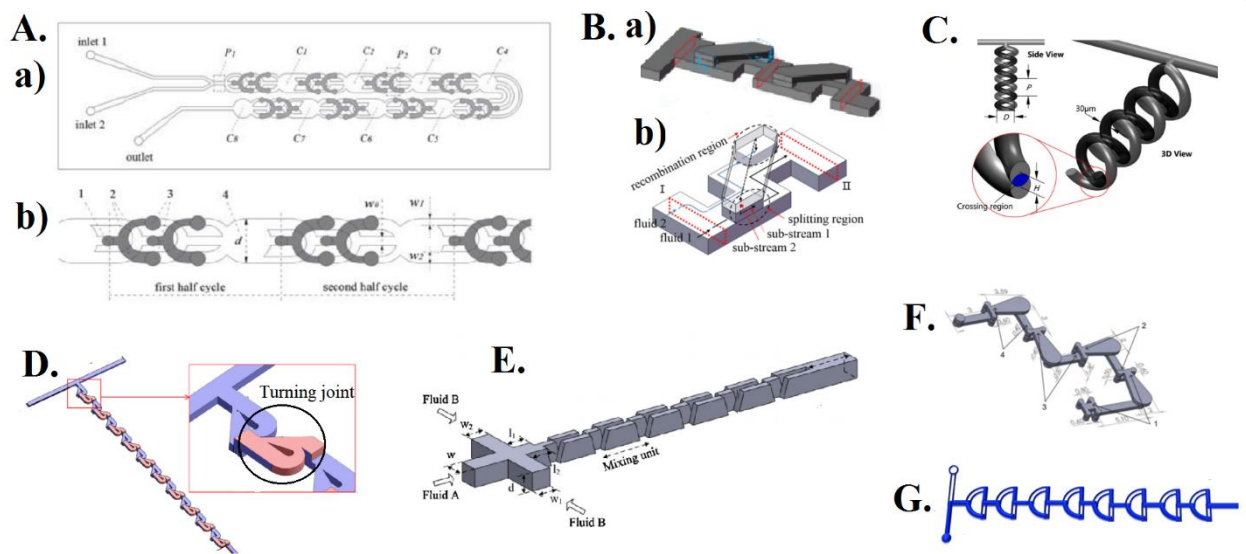 A.
a)
inlet 1
inlet 2
outlet
P1
C1
C2
P2
C3
C4
C8
C7
C6
C5
b)
1
2
3
4
d
w0
w1
w2
first half cycle
second half cycle
B. a)
b)
recombination region
I
II
fluid 2
fluid 1
splitting region
sub-stream 1
sub-stream 2
C.
Side View
P
D
30µm
3D View
H
Crossing region
D.
Turning joint
E.
Fluid B
w2
l1
w
l2
Mixing unit
Fluid A
d
w1
Fluid B
F.
2
4
3
1
G.